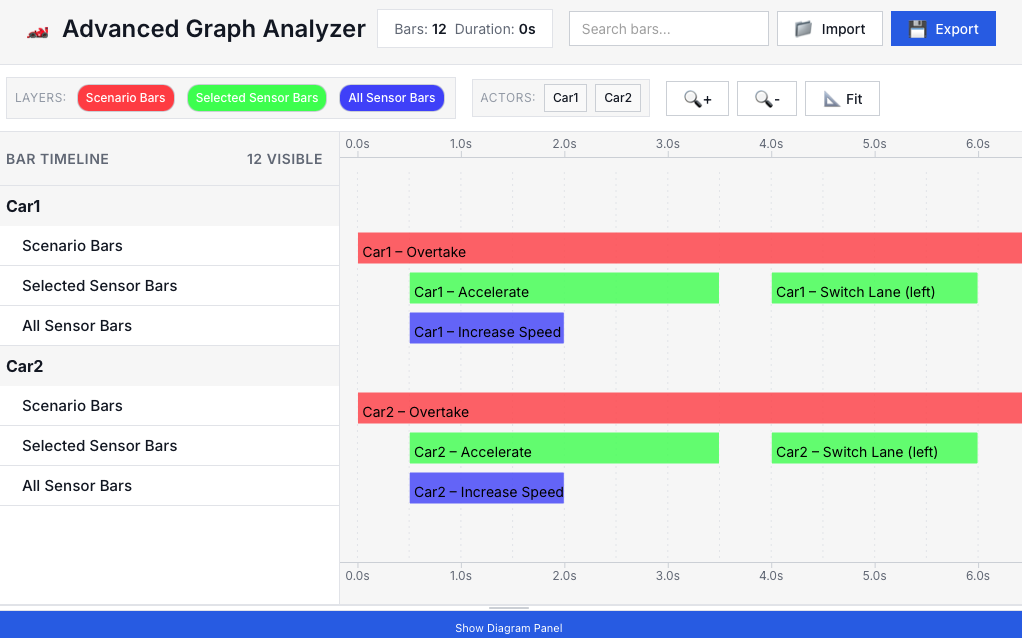 Advanced Graph Analyzer
Bars: 12 Duration: 0s
Search bars...
Import
Export
LAYERS: Scenario Bars Selected Sensor Bars All Sensor Bars
ACTORS: Car1 Car2
+
-
Fit
BAR TIMELINE 12 VISIBLE
0.0s 1.0s 2.0s 3.0s 4.0s 5.0s 6.0s
Car1
Scenario Bars
Car1 – Overtake
Selected Sensor Bars
Car1 – Accelerate Car1 – Switch Lane (left)
All Sensor Bars
Car1 – Increase Speed
Car2
Scenario Bars
Car2 – Overtake
Selected Sensor Bars
Car2 – Accelerate Car2 – Switch Lane (left)
All Sensor Bars
Car2 – Increase Speed
0.0s 1.0s 2.0s 3.0s 4.0s 5.0s 6.0s
Show Diagram Panel